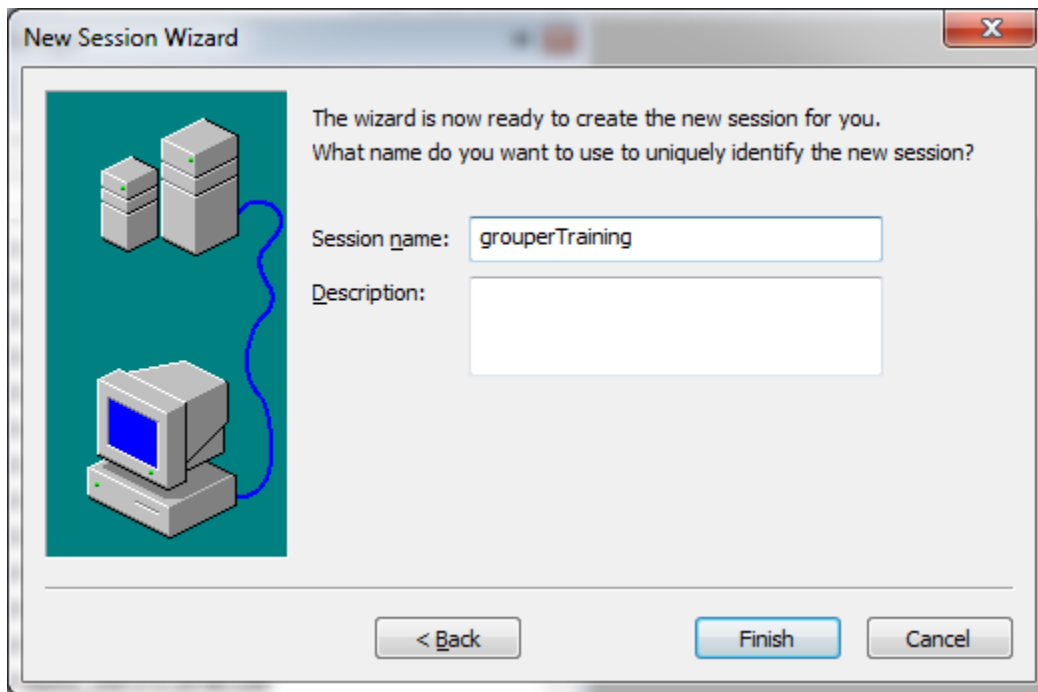 New Session Wizard
The wizard is now ready to create the new session for you.
What name do you want to use to uniquely identify the new session?
Session name: grouperTraining
Description:
< Back Finish Cancel